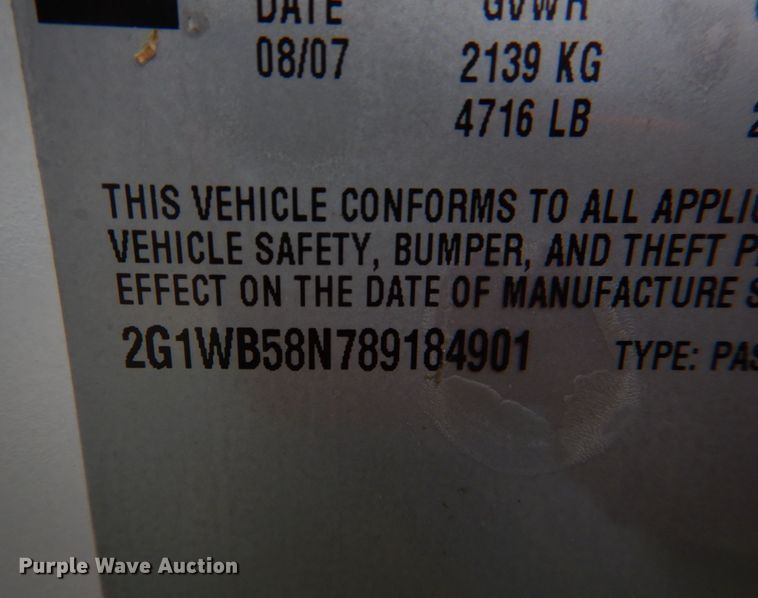 DATE GVWR
08/07 2139 KG
4716 LB
THIS VEHICLE CONFORMS TO ALL
VEHICLE SAFETY, BUMPER, AND THEFT
EFFECT ON THE DATE OF MANUFACTURE
2G1WB58N789184901 TYPE:
Purple Wave Auction